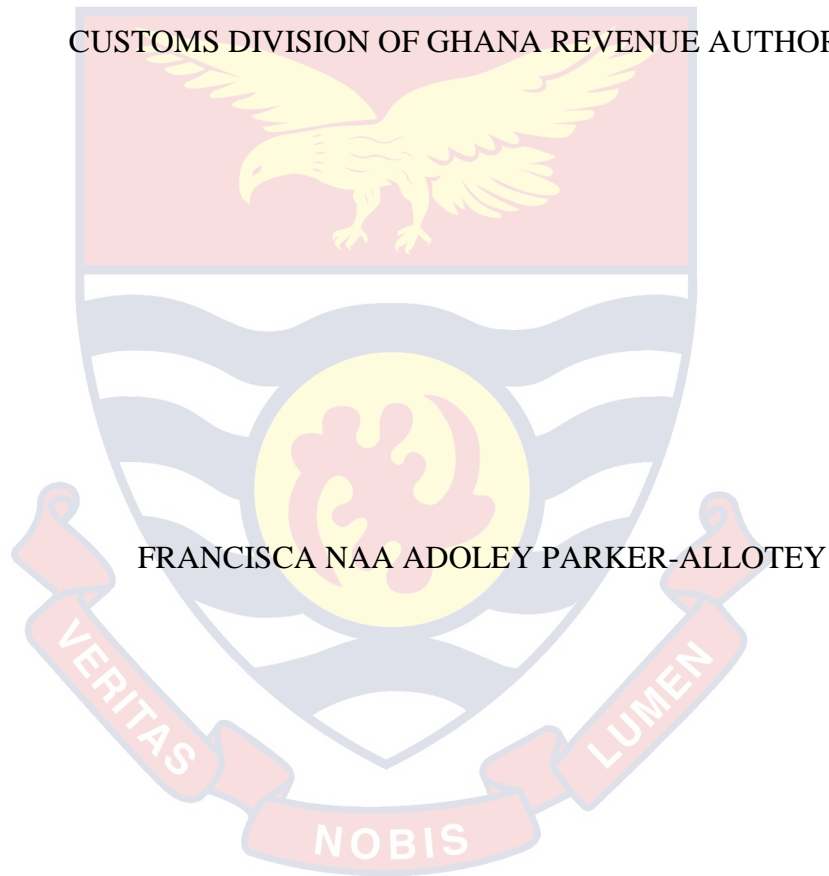 CUSTOMS DIVISION OF GHANA REVENUE AUTHOR
FRANCISCA NAA ADOLEY PARKER-ALLOTEY
VERITAS
NOBIS
LUMEN